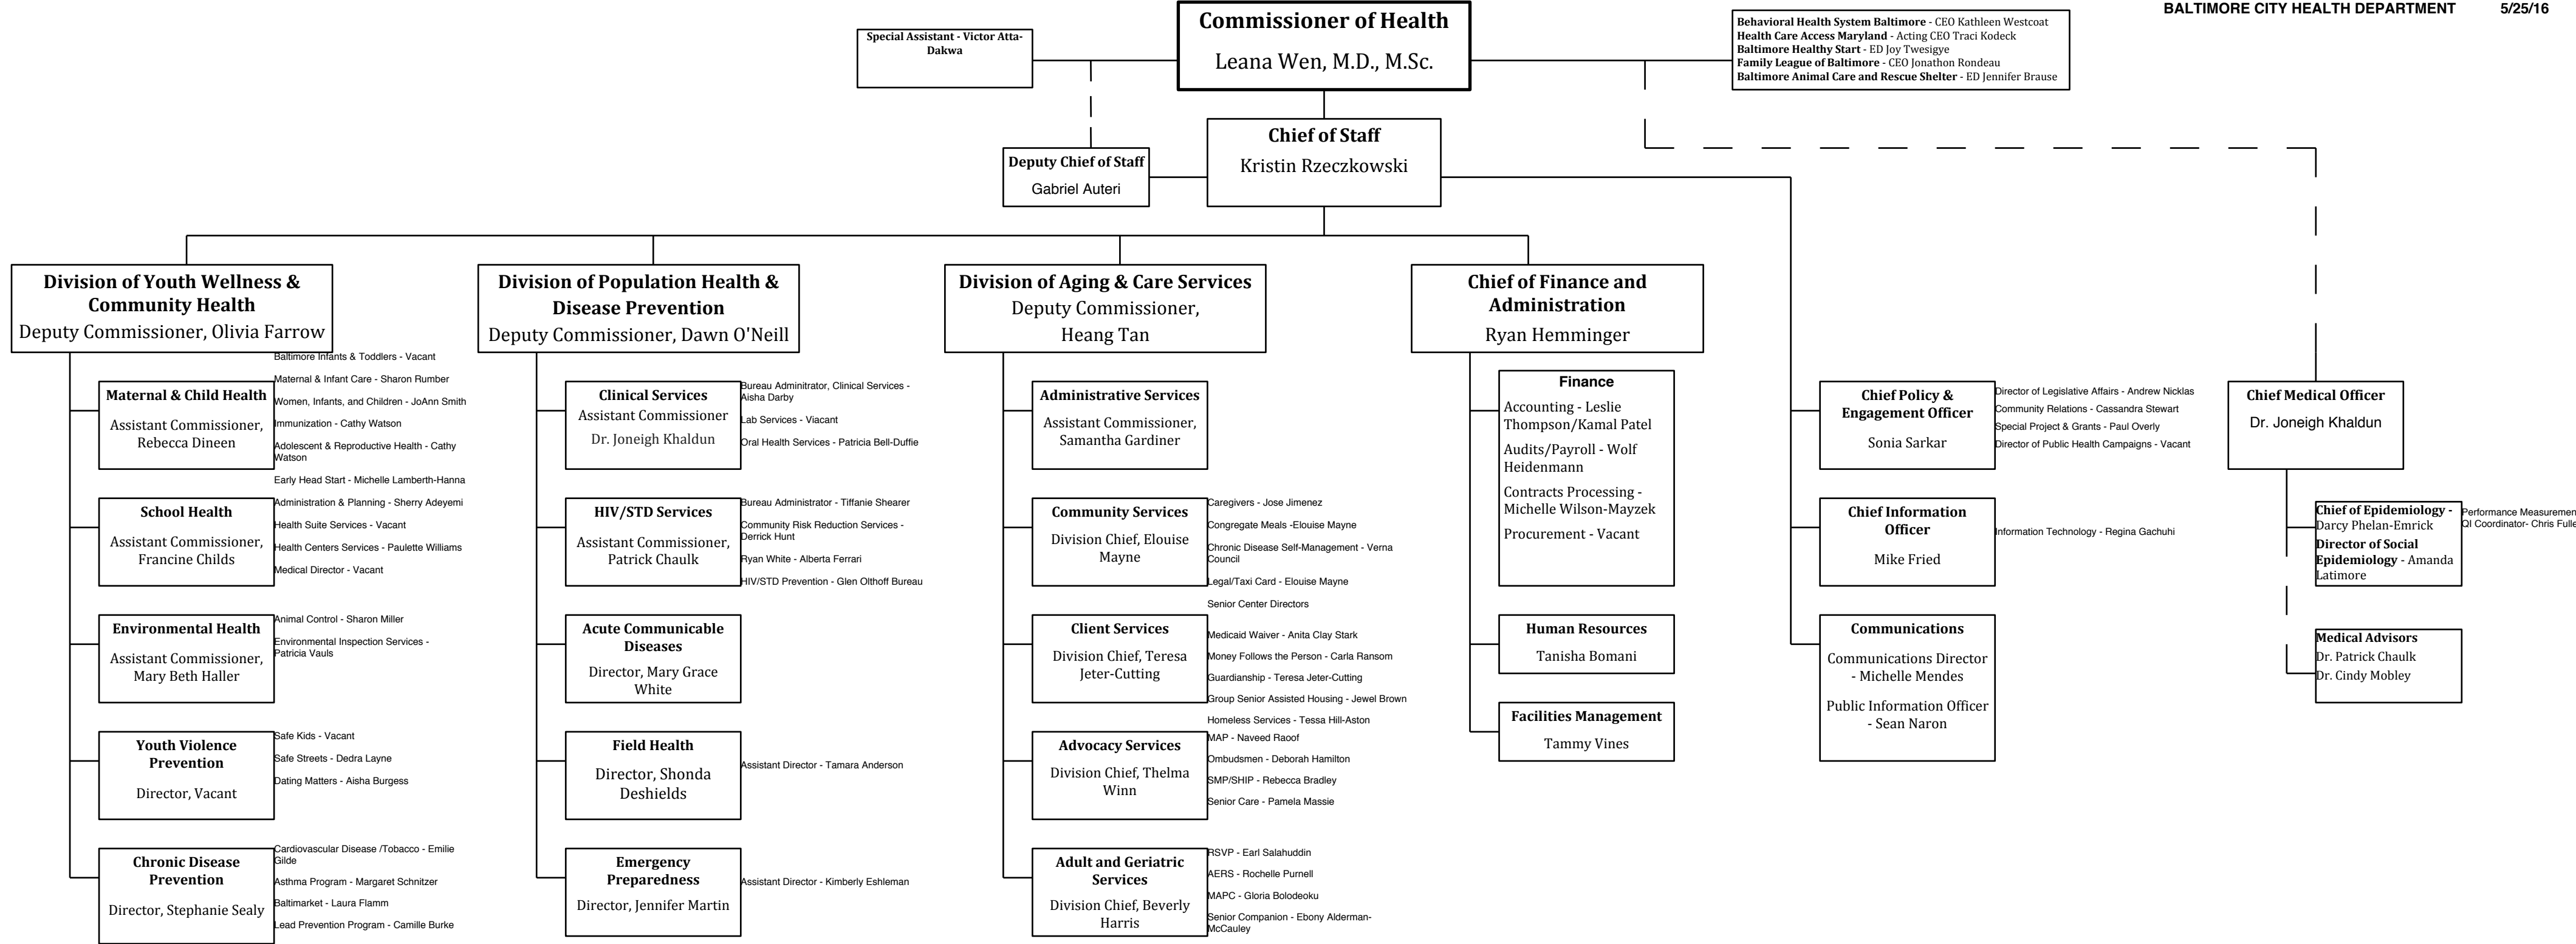 BALTIMORE CITY HEALTH DEPARTMENT 5/25/16
Commissioner of Health
Leana Wen, M.D., M.Sc.
Special Assistant - Victor Atta-
Dakwa
Behavioral Health System Baltimore - CEO Kathleen Westcoat
Health Care Access Maryland - Acting CEO Traci Kodeck
Baltimore Healthy Start - ED Joy Twesigye
Family League of Baltimore - CEO Jonathon Rondeau
Baltimore Animal Care and Rescue Shelter - ED Jennifer Brause
Chief of Staff
Kristin Rzeczkowski
Deputy Chief of Staff
Gabriel Auteri
Division of Youth Wellness &
Community Health
Deputy Commissioner, Olivia Farrow
Baltimore Infants & Toddlers - Vacant
Maternal & Infant Care - Sharon Rumber
Women, Infants, and Children - JoAnn Smith
Immunization - Cathy Watson
Adolescent & Reproductive Health - Cathy
Watson
Early Head Start - Michelle Lamberth-Hanna
Maternal & Child Health
Assistant Commissioner,
Rebecca Dineen
School Health
Assistant Commissioner,
Francine Childs
Administration & Planning - Sherry Adeyemi
Health Suite Services - Vacant
Health Centers Services - Paulette Williams
Medical Director - Vacant
Environmental Health
Assistant Commissioner,
Mary Beth Haller
Animal Control - Sharon Miller
Environmental Inspection Services -
Patricia Vauls
Youth Violence
Prevention
Director, Vacant
Safe Kids - Vacant
Safe Streets - Dedra Layne
Dating Matters - Aisha Burgess
Chronic Disease
Prevention
Director, Stephanie Sealy
Cardiovascular Disease /Tobacco - Emilie
Gilde
Asthma Program - Margaret Schnitzer
Baltimarket - Laura Flamm
Lead Prevention Program - Camille Burke
Division of Population Health &
Disease Prevention
Deputy Commissioner, Dawn O'Neill
Clinical Services
Assistant Commissioner
Dr. Joneigh Khaldun
Bureau Adminitrator, Clinical Services -
Aisha Darby
Lab Services - Viacant
Oral Health Services - Patricia Bell-Duffie
HIV/STD Services
Assistant Commissioner,
Patrick Chaulk
Bureau Administrator - Tiffanie Shearer
Community Risk Reduction Services -
Derrick Hunt
Ryan White - Alberta Ferrari
HIV/STD Prevention - Glen Olthoff Bureau
Acute Communicable
Diseases
Director, Mary Grace
White
Field Health
Director, Shonda
Deshields
Assistant Director - Tamara Anderson
Emergency
Preparedness
Director, Jennifer Martin
Assistant Director - Kimberly Eshleman
Division of Aging & Care Services
Deputy Commissioner,
Heang Tan
Administrative Services
Assistant Commissioner,
Samantha Gardiner
Community Services
Division Chief, Elouise
Mayne
Caregivers - Jose Jimenez
Congregate Meals -Elouise Mayne
Chronic Disease Self-Management - Verna
Council
Legal/Taxi Card - Elouise Mayne
Senior Center Directors
Client Services
Division Chief, Teresa
Jeter-Cutting
Medicaid Waiver - Anita Clay Stark
Money Follows the Person - Carla Ransom
Guardianship - Teresa Jeter-Cutting
Group Senior Assisted Housing - Jewel Brown
Homeless Services - Tessa Hill-Aston
Advocacy Services
Division Chief, Thelma
Winn
MAP - Naveed Raoof
Ombudsmen - Deborah Hamilton
SMP/SHIP - Rebecca Bradley
Senior Care - Pamela Massie
Adult and Geriatric
Services
Division Chief, Beverly
Harris
RSVP - Earl Salahuddin
AERS - Rochelle Purnell
MAPC - Gloria Bolodeoku
Senior Companion - Ebony Alderman-
McCauley
Chief of Finance and
Administration
Ryan Hemminger
Finance
Accounting - Leslie
Thompson/Kamal Patel
Audits/Payroll - Wolf
Heidenmann
Contracts Processing -
Michelle Wilson-Mayzek
Procurement - Vacant
Human Resources
Tanisha Bomani
Facilities Management
Tammy Vines
Chief Policy &
Engagement Officer
Sonia Sarkar
Director of Legislative Affairs - Andrew Nicklas
Community Relations - Cassandra Stewart
Special Project & Grants - Paul Overly
Director of Public Health Campaigns - Vacant
Chief Information
Officer
Mike Fried
Information Technology - Regina Gachuhi
Communications
Communications Director
- Michelle Mendes
Public Information Officer
- Sean Naron
Chief Medical Officer
Dr. Joneigh Khaldun
Chief of Epidemiology -
Darcy Phelan-Emrick
Director of Social
Epidemiology - Amanda
Latimore
Performance Measuremen
QI Coordinator- Chris Fulle
Medical Advisors
Dr. Patrick Chaulk
Dr. Cindy Mobley